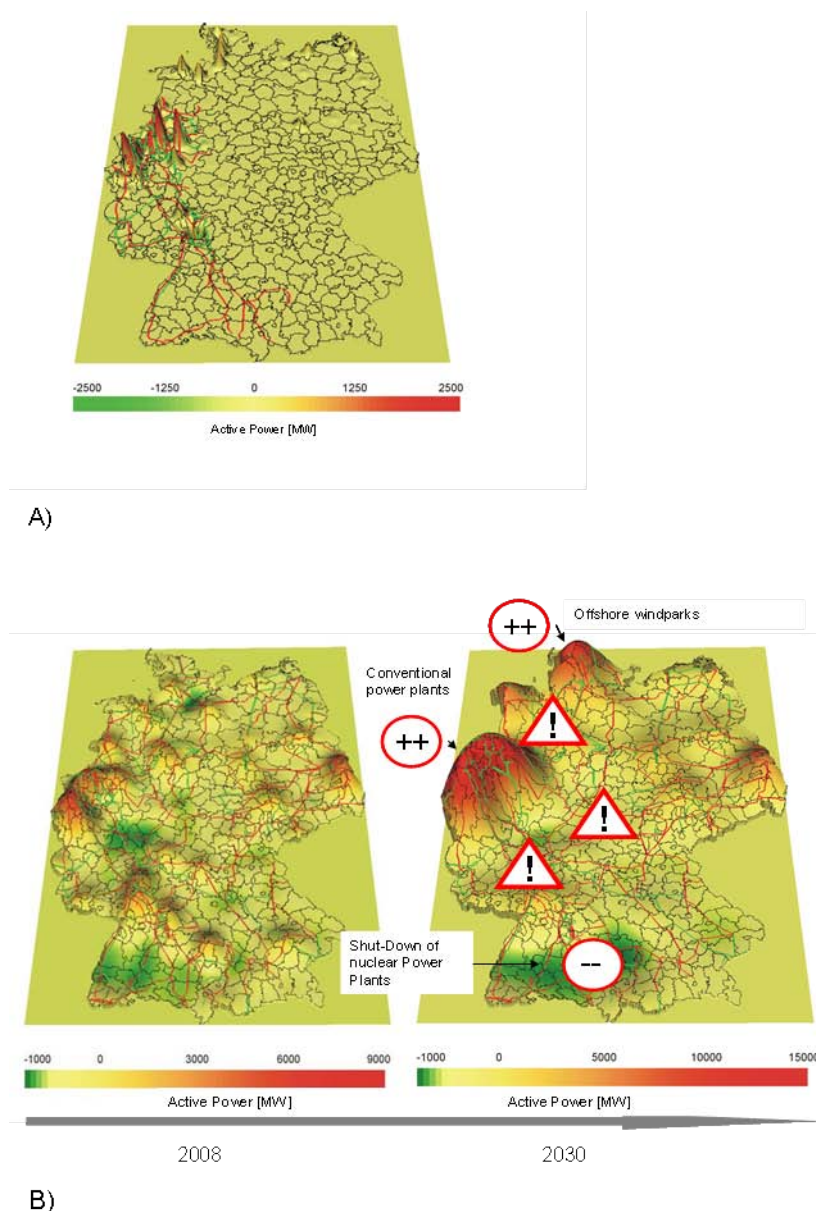 -2500 -1250 0 1250 2500
Active Power [MW]
A)
++
Offshore windparks
Conventional
power plants
++
!
!
!
Shut-Down of
nuclear Power
Plants
--
-1000 0 3000 6000 9000
Active Power [MW]
-1000 0 5000 10000 15000
Active Power [MW]
2008
2030
B)